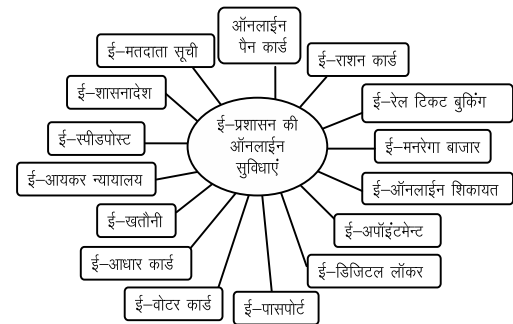 ऑनलाईन
पैन कार्ड
ई–मतदाता सूची
ई–राशन कार्ड
ई–शासनादेश
ई–रेल टिकट बुकिंग
ई–प्रशासन की
ऑनलाईन
सुविधाएं
ई–स्पीडपोस्ट
ई–मनरेगा बाजार
ई–आयकर न्यायालय
ई–ऑनलाईन शिकायत
ई–खतौनी
ई–अपॉइंटमेन्ट
ई–आधार कार्ड
ई–डिजिटल लॉकर
ई–वोटर कार्ड
ई–पासपोर्ट